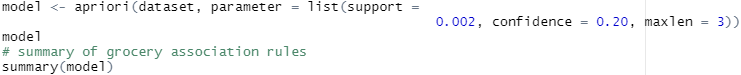 model <- apriori(dataset, parameter = list(support =
0.002, confidence = 0.20, maxlen = 3))
model
# summary of grocery association rules
summary(model)